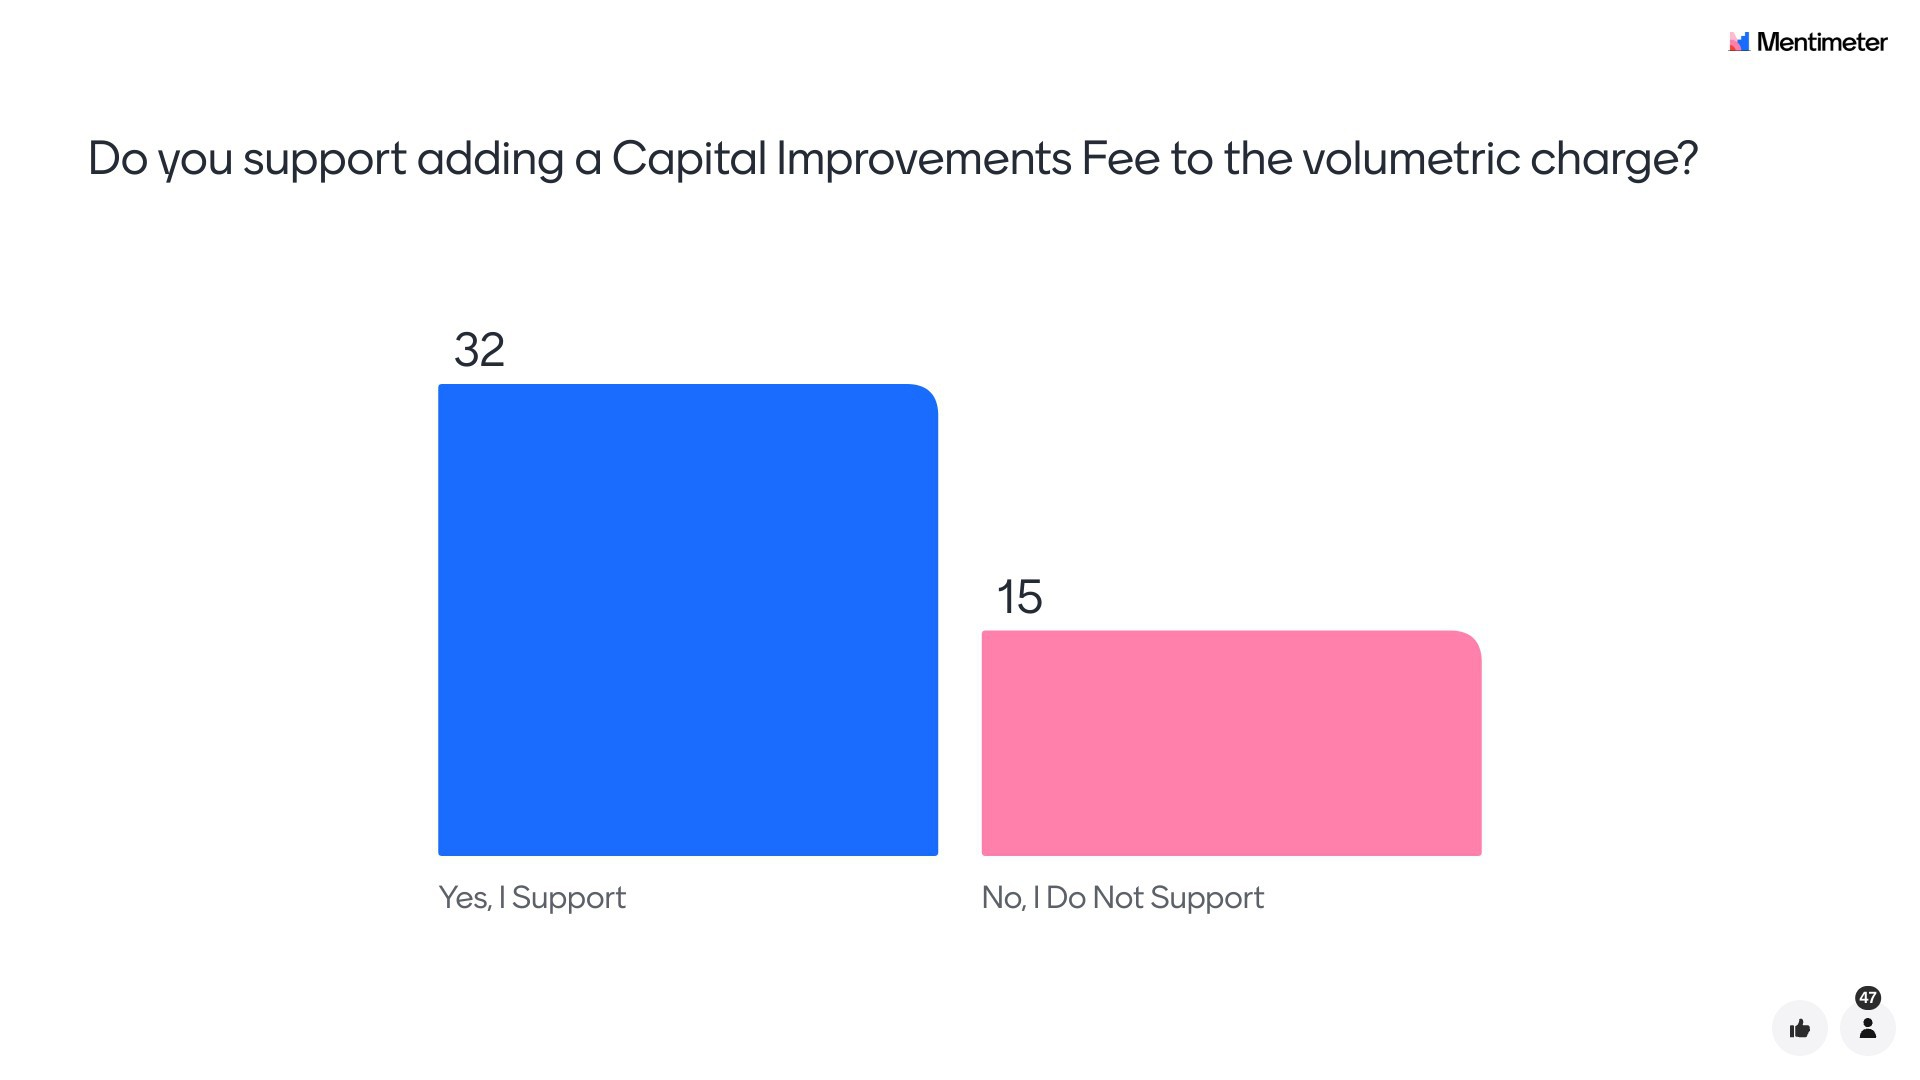 Mentimeter
Do you support adding a Capital Improvements Fee to the volumetric charge?
32
15
Yes, I Support
No, I Do Not Support
47